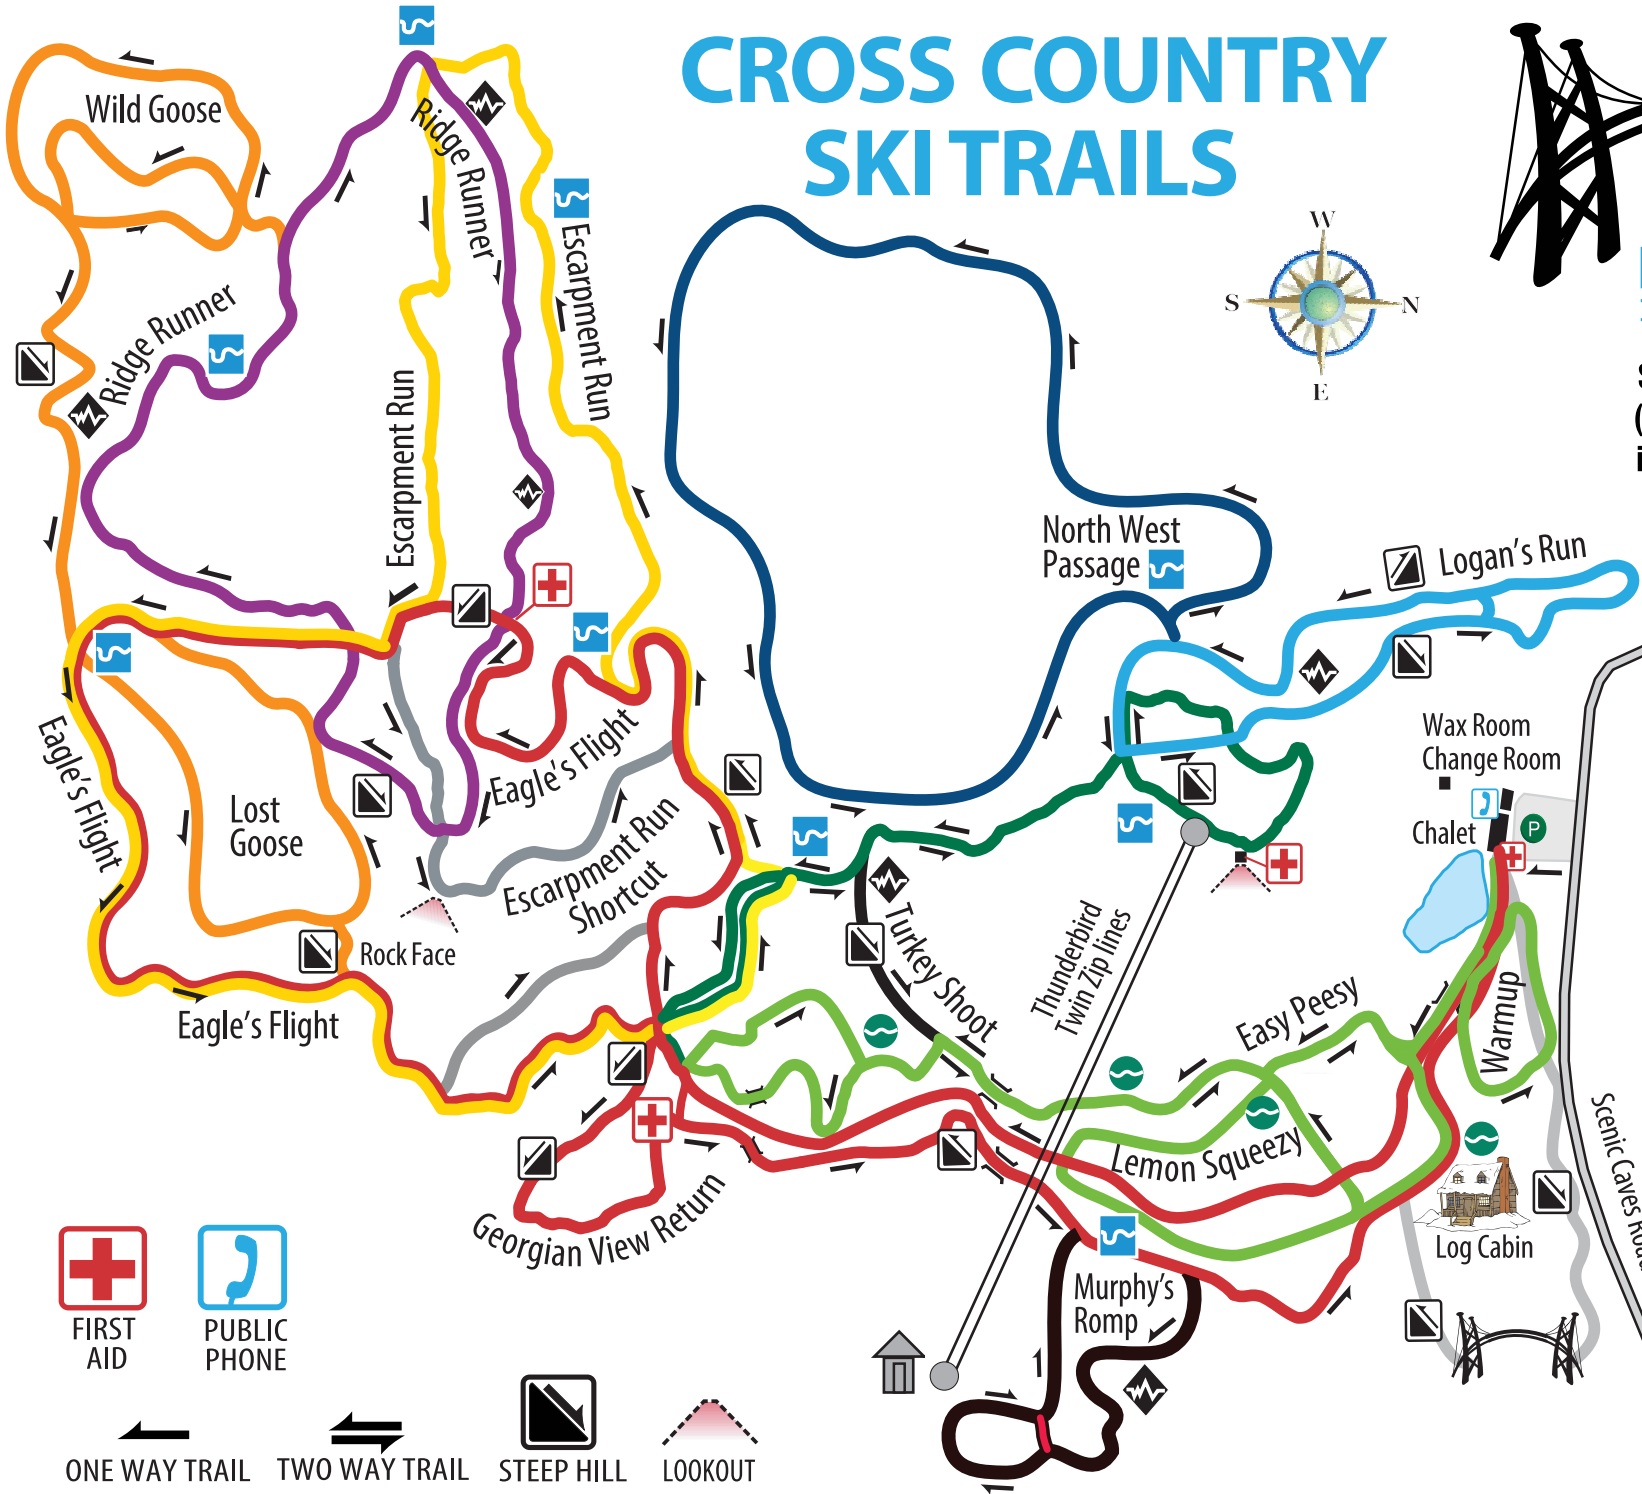 CROSS COUNTRY
SKI TRAILS
Wild Goose
Ridge Runner
Escarpment Run
Ridge Runner
Escarpment Run
W
S
N
E
North West
Passage
Logan's Run
Wax Room
Change Room
Chalet
P
Eagle's Flight
Lost
Goose
Eagle's Flight
Escarpment Run
Shortcut
Rock Face
Eagle's Flight
Turkey Shoot
Thunderbird
Twin Zip lines
Easy Peesy
Warmup
Lemon Squeezy
Scenic Caves Road
Log Cabin
Georgian View Return
Murphy's
Romp
FIRST
AID
PUBLIC
PHONE
ONE WAY TRAIL
TWO WAY TRAIL
STEEP HILL
LOOKOUT